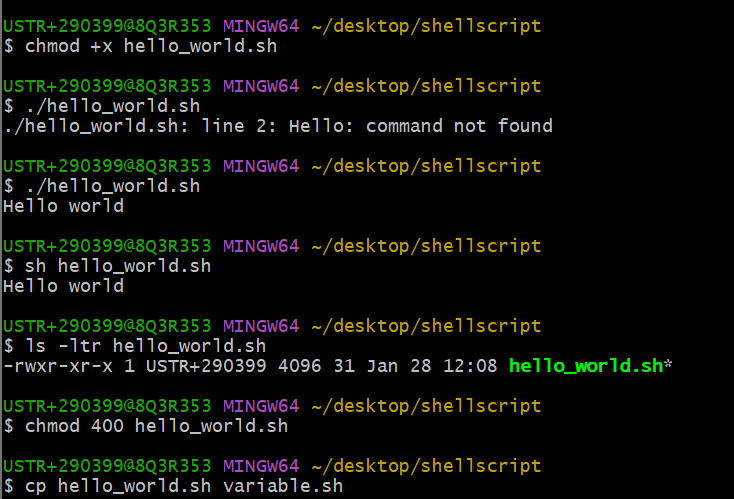 USTR+290399@8Q3R353 MINGW64 ~/desktop/shellscript
$ chmod +x hello_world.sh
USTR+290399@8Q3R353 MINGW64 ~/desktop/shellscript
$ ./hello_world.sh
./hello_world.sh: line 2: Hello: command not found
USTR+290399@8Q3R353 MINGW64 ~/desktop/shellscript
$ ./hello_world.sh
Hello world
USTR+290399@8Q3R353 MINGW64 ~/desktop/shellscript
$ sh hello_world.sh
Hello world
USTR+290399@8Q3R353 MINGW64 ~/desktop/shellscript
$ ls -ltr hello_world.sh
-rwxr-xr-x 1 USTR+290399 4096 31 Jan 28 12:08 hello_world.sh*
USTR+290399@8Q3R353 MINGW64 ~/desktop/shellscript
$ chmod 400 hello_world.sh
USTR+290399@8Q3R353 MINGW64 ~/desktop/shellscript
$ cp hello_world.sh variable.sh